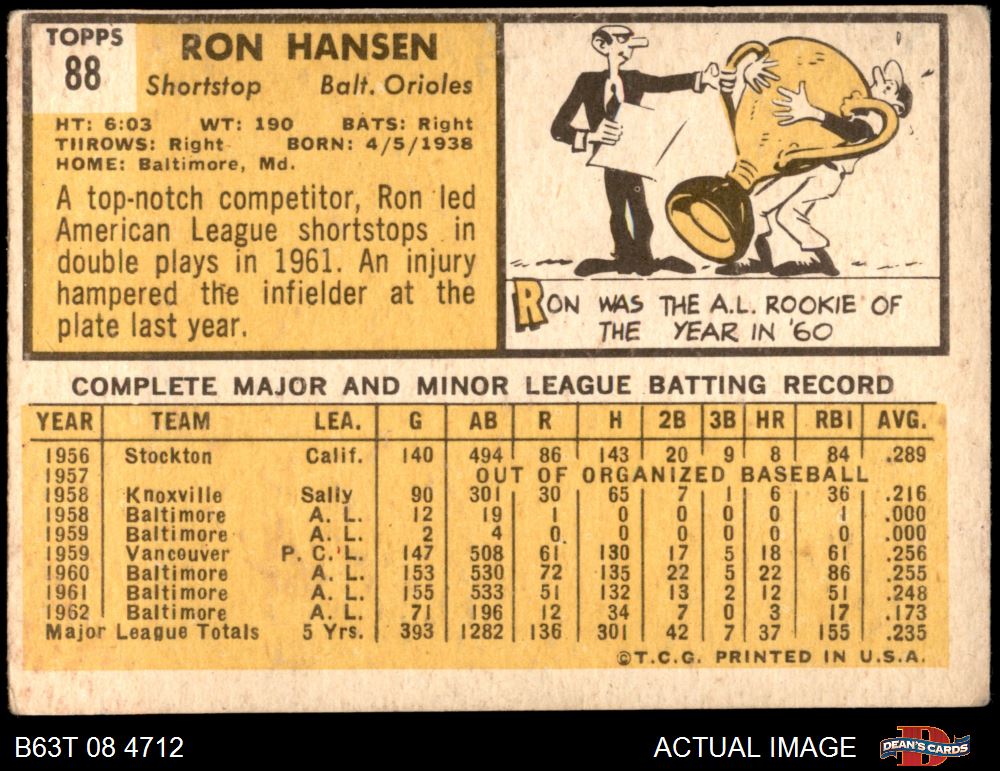 TOPPS
88
RON HANSEN
Shortstop Balt. Orioles
HT: 6:03 WT: 190 BATS: Right
THROWS: Right BORN: 4/5/1938
HOME: Baltimore, Md.
A top-notch competitor, Ron led
American League shortstops in
double plays in 1961. An injury
hampered the infielder at the
plate last year.
RON WAS THE A.L. ROOKIE OF
THE YEAR IN '60
COMPLETE MAJOR AND MINOR LEAGUE BATTING RECORD
YEAR TEAM LEA. G AB R H 2B 3B HR RBI AVG.
1956 Stockton Calif. 140 494 86 143 20 9 8 84 .289
1957 OUT OF ORGANIZED BASEBALL
1958 Knoxville Sally 90 301 30 65 7 1 6 36 .216
1958 Baltimore A. L. 12 19 1 0 0 0 0 1 .000
1959 Baltimore A. L. 2 4 0 0 0 0 0 0 .000
1959 Vancouver P. C. L. 147 508 61 130 17 5 18 61 .256
1960 Baltimore A. L. 153 530 72 135 22 5 22 86 .255
1961 Baltimore A. L. 155 533 51 132 13 2 12 51 .248
1962 Baltimore A. L. 71 196 12 34 7 0 3 17 .173
Major League Totals 5 Yrs. 393 1282 136 301 42 7 37 155 .235
©T.C.G. PRINTED IN U.S.A.
B63T 08 4712 ACTUAL IMAGE DEAN'S CARDS